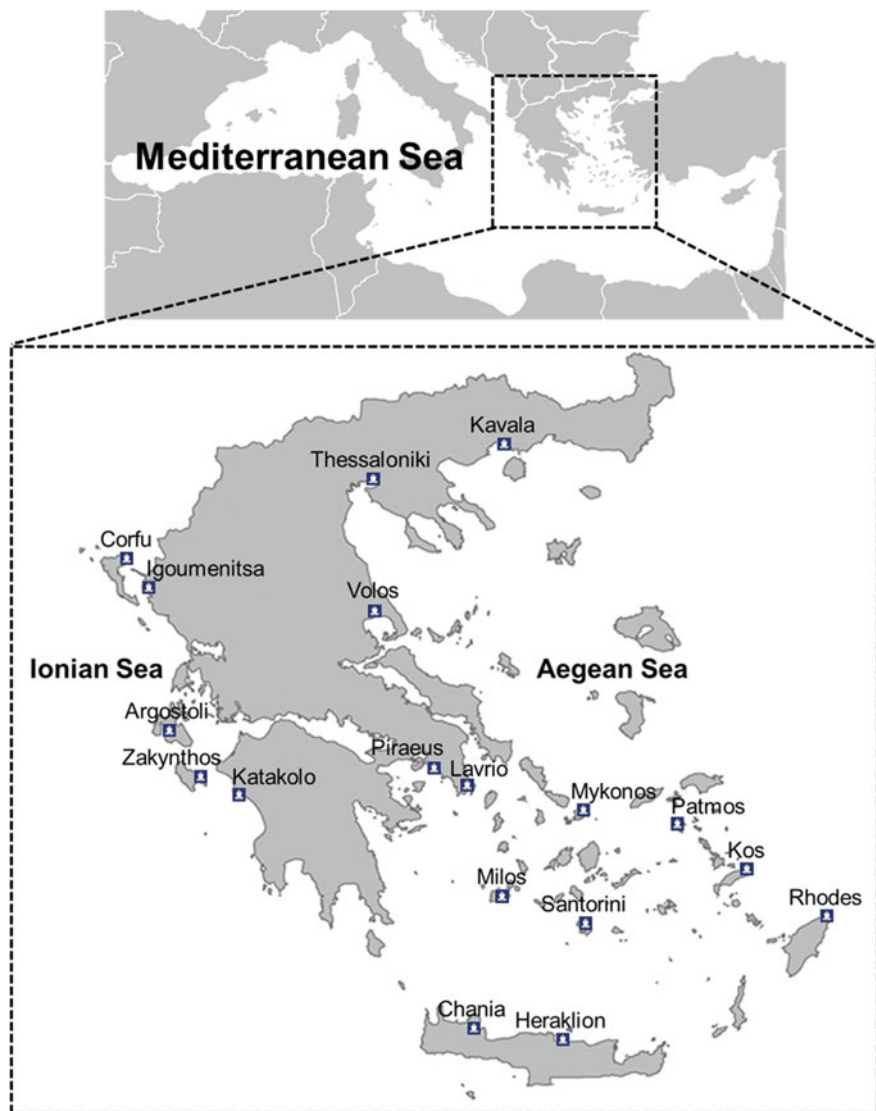 Mediterranean Sea
Kavala
Thessaloniki
Corfu
Igoumenitsa
Volos
Ionian Sea
Aegean Sea
Argostoli
Zakynthos
Piraeus
Katakolo
Lavrio
Mykonos
Patmos
Kos
Milos
Santorini
Rhodes
Chania
Heraklion